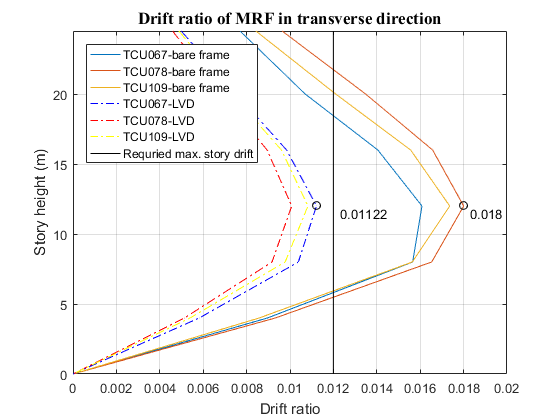 Drift ratio of MRF in transverse direction
TCU067-bare frame
TCU078-bare frame
TCU109-bare frame
TCU067-LVD
TCU078-LVD
TCU109-LVD
Requried max. story drift
Story height (m)
20
15
10
5
0
0.01122
0.018
0 0.002 0.004 0.006 0.008 0.01 0.012 0.014 0.016 0.018 0.02
Drift ratio